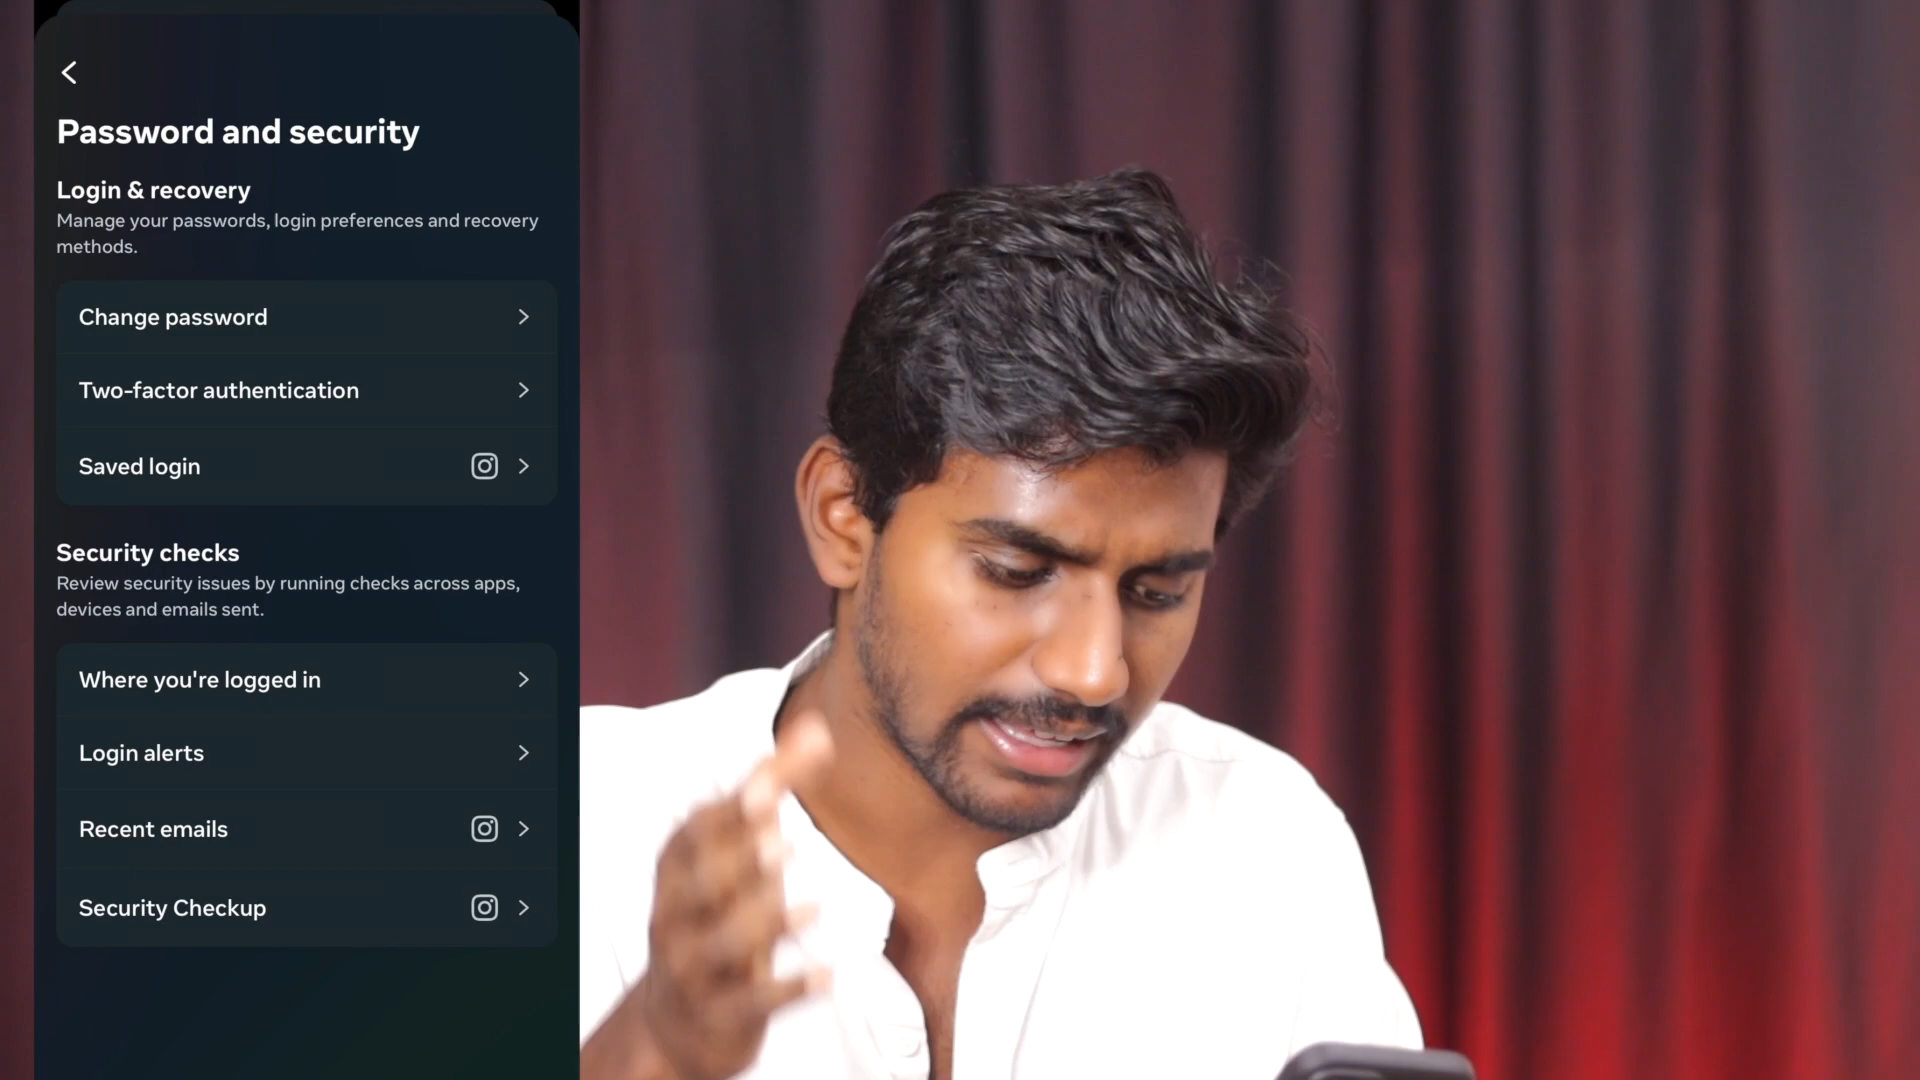 Password and security
Login & recovery
Manage your passwords, login preferences and recovery
methods.
Change password
Two-factor authentication
Saved login
Security checks
Review security issues by running checks across apps,
devices and emails sent.
Where you're logged in
Login alerts
Recent emails
Security Checkup